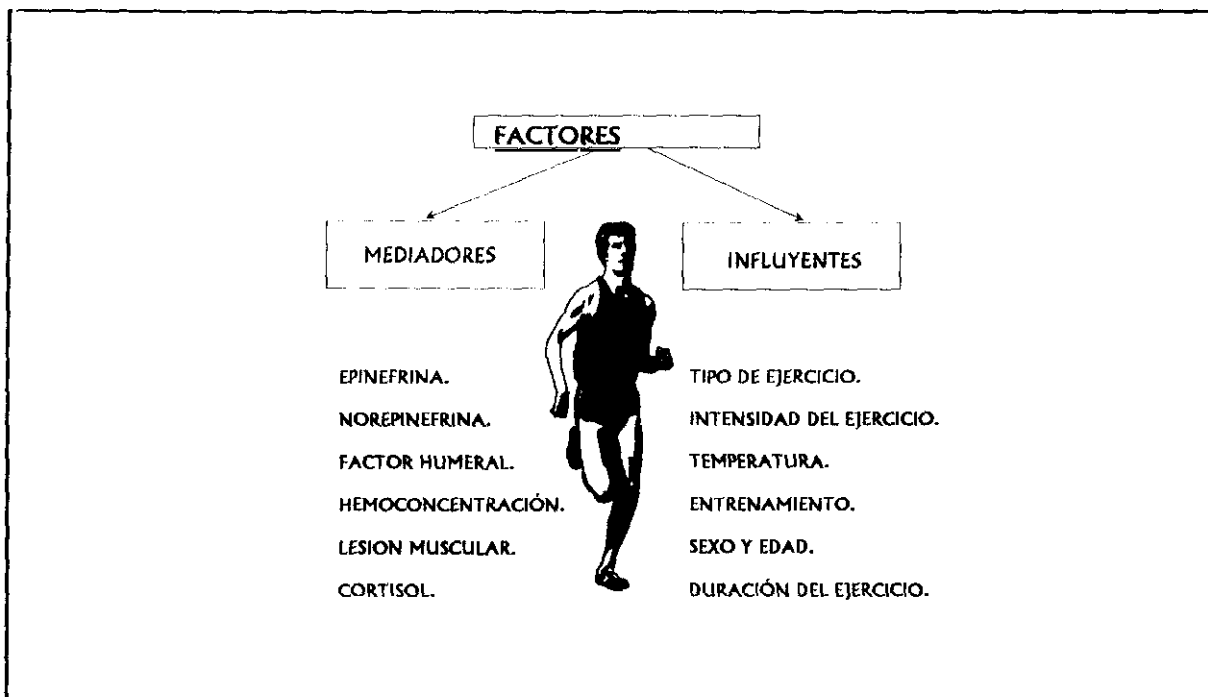 FACTORES
MEDIADORES
EPINEFRINA.
NOREPINEFRINA.
FACTOR HUMERAL.
HEMOCONCENTRACIÓN.
LESION MUSCULAR.
CORTISOL.
INFLUYENTES
TIPO DE EJERCICIO.
INTENSIDAD DEL EJERCICIO.
TEMPERATURA.
ENTRENAMIENTO.
SEXO Y EDAD.
DURACIÓN DEL EJERCICIO.